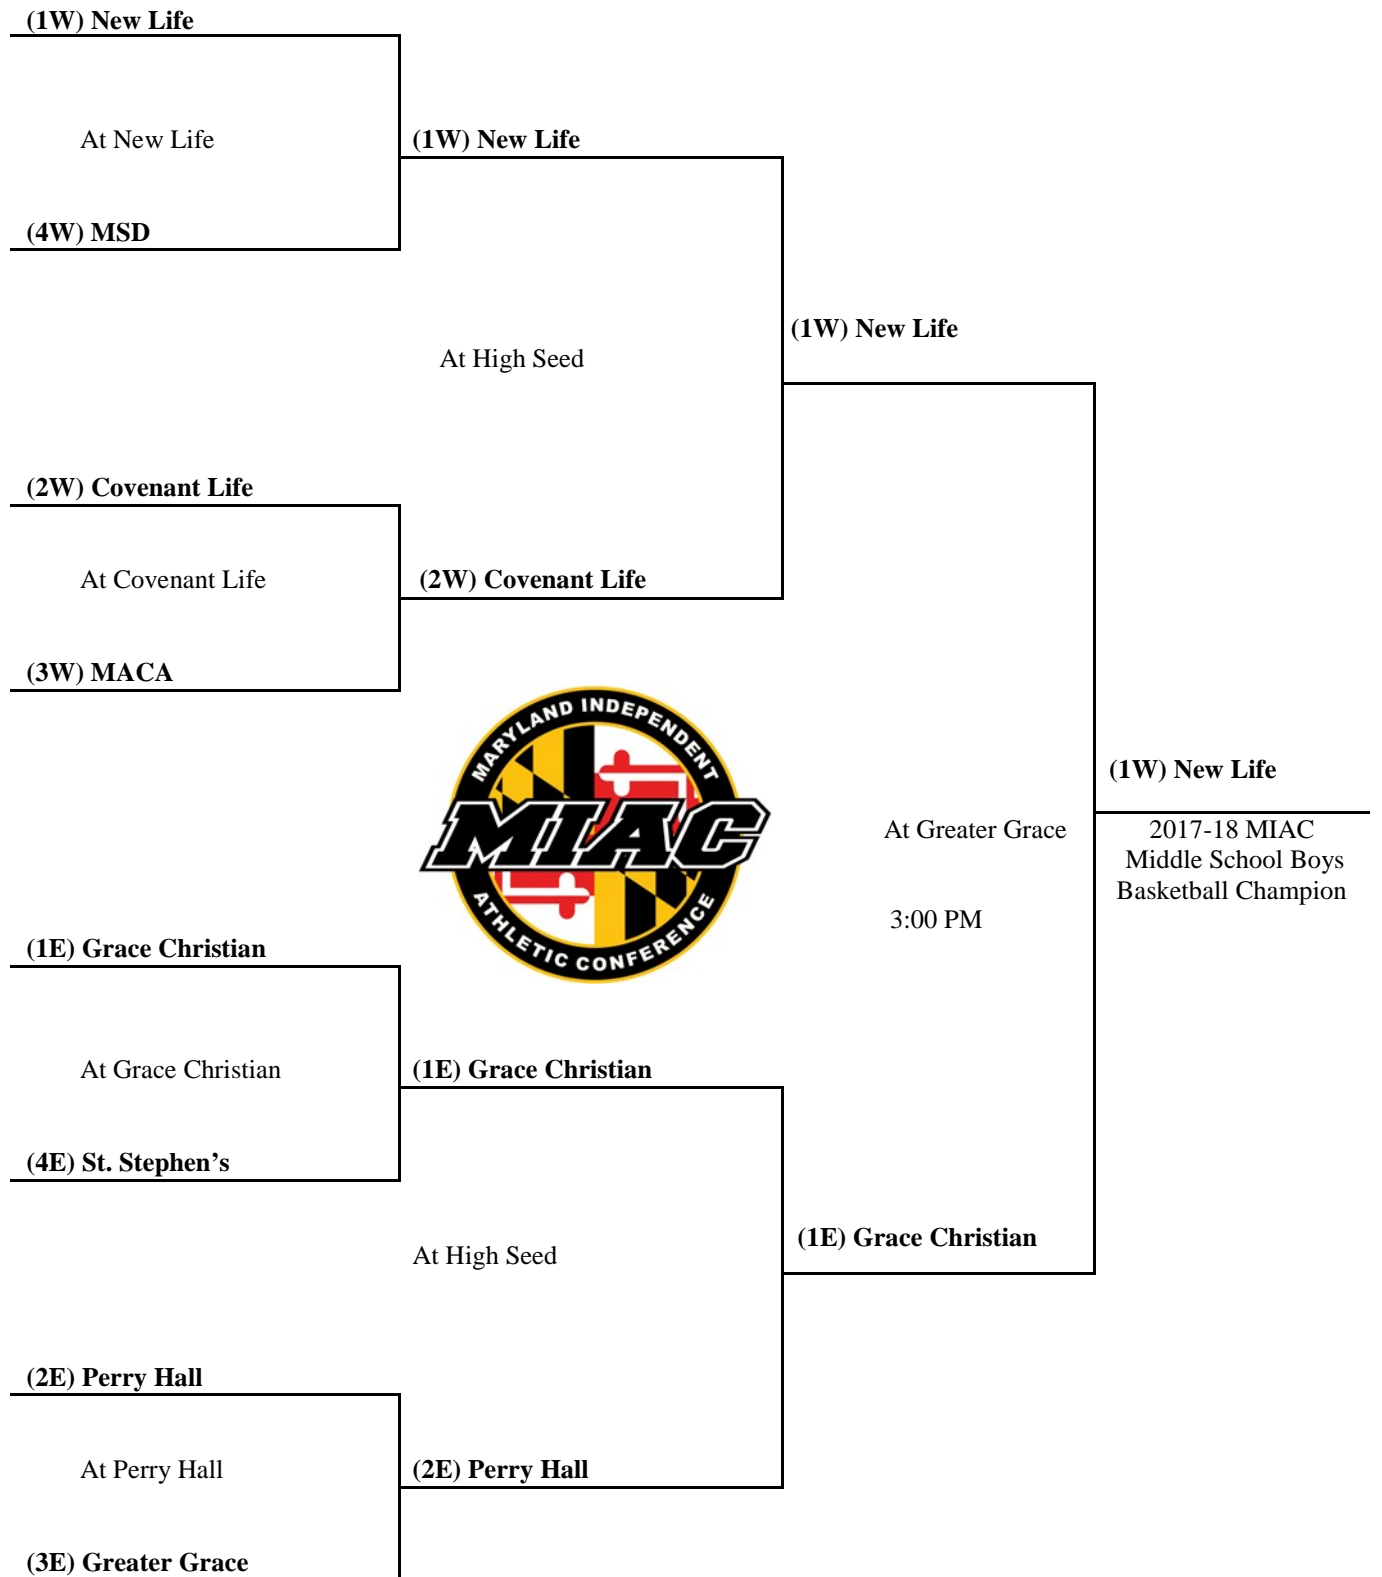 (1W) New Life
At New Life
(1W) New Life
(4W) MSD
(1W) New Life
At High Seed
(2W) Covenant Life
At Covenant Life
(2W) Covenant Life
(3W) MACA
MARYLAND INDEPENDENT
MIAC
ATHLETIC CONFERENCE
(1W) New Life
At Greater Grace
2017-18 MIAC
Middle School Boys
Basketball Champion
3:00 PM
(1E) Grace Christian
At Grace Christian
(1E) Grace Christian
(4E) St. Stephen’s
(1E) Grace Christian
At High Seed
(2E) Perry Hall
At Perry Hall
(2E) Perry Hall
(3E) Greater Grace